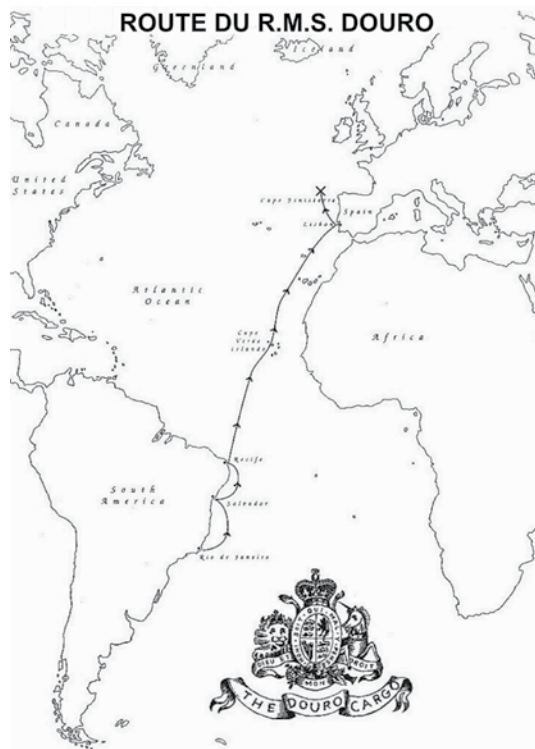 ROUTE DU R.M.S. DOURO
Iceland
Greenland
Canada
United
States
Cape Finisterre
Spain
Lisbon
Atlantic
Ocean
Cape
Verde
islands
Africa
Recife
South
America
Salvador
Rio de Janeiro
DIEU ET
MON
DROIT
THE DOURO CARGO